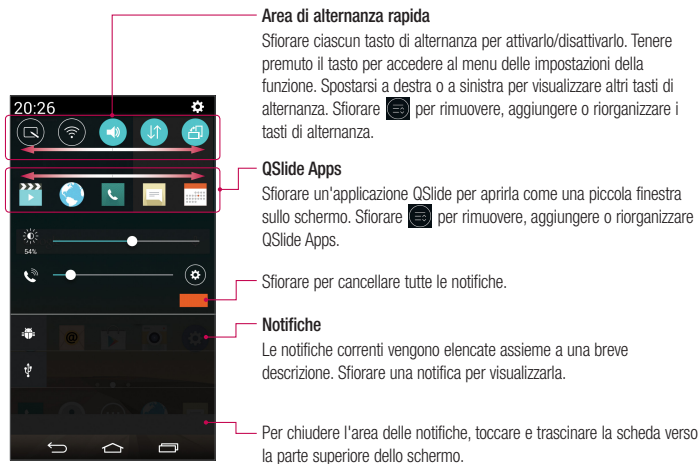 Area di alternanza rapida
Sfiorare ciascun tasto di alternanza per attivarlo/disattivarlo. Tenere
premuto il tasto per accedere al menu delle impostazioni della
funzione. Spostarsi a destra o a sinistra per visualizzare altri tasti di
alternanza. Sfiorare per rimuovere, aggiungere o riorganizzare i
tasti di alternanza.
20:26
QSlide Apps
Sfiorare un'applicazione QSlide per aprirla come una piccola finestra
sullo schermo. Sfiorare per rimuovere, aggiungere o riorganizzare
QSlide Apps.
54%
Sfiorare per cancellare tutte le notifiche.
Notifiche
Le notifiche correnti vengono elencate assieme a una breve
descrizione. Sfiorare una notifica per visualizzarla.
Per chiudere l'area delle notifiche, toccare e trascinare la scheda verso
la parte superiore dello schermo.